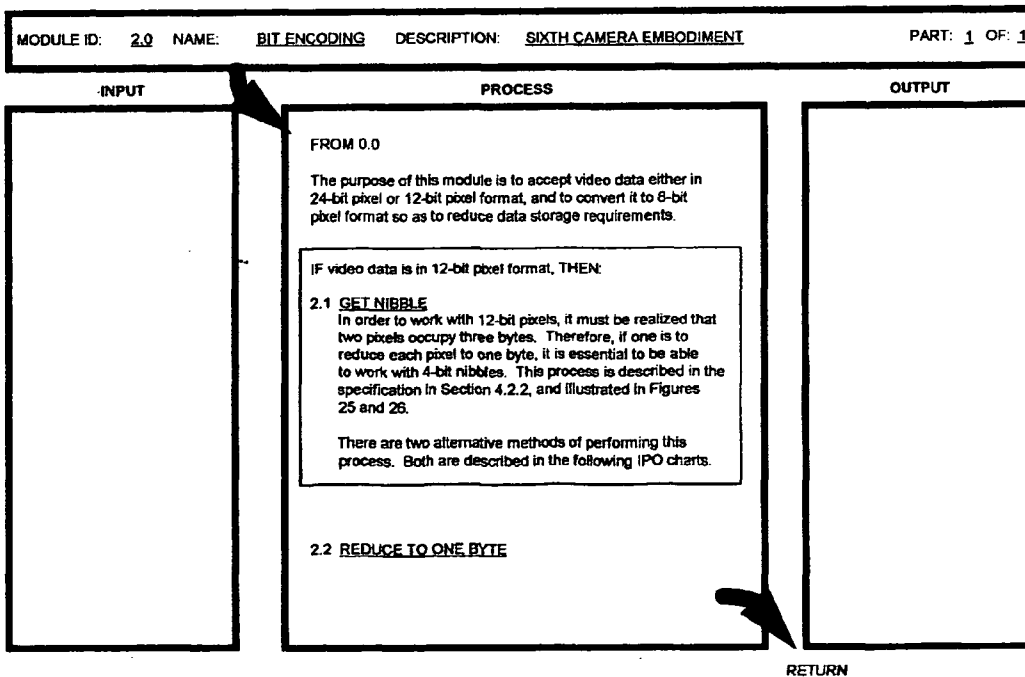 MODULE ID: 2.0 NAME: BIT ENCODING DESCRIPTION: SIXTH CAMERA EMBODIMENT PART: 1 OF: 1
INPUT PROCESS OUTPUT
FROM 0.0
The purpose of this module is to accept video data either in
24-bit pixel or 12-bit pixel format, and to convert it to 8-bit
pixel format so as to reduce data storage requirements.
IF video data is in 12-bit pixel format, THEN:
2.1 GET NIBBLE
In order to work with 12-bit pixels, it must be realized that
two pixels occupy three bytes. Therefore, if one is to
reduce each pixel to one byte, it is essential to be able
to work with 4-bit nibbles. This process is described in the
specification in Section 4.2.2, and illustrated in Figures
25 and 26.
There are two alternative methods of performing this
process. Both are described in the following IPO charts.
2.2 REDUCE TO ONE BYTE
RETURN